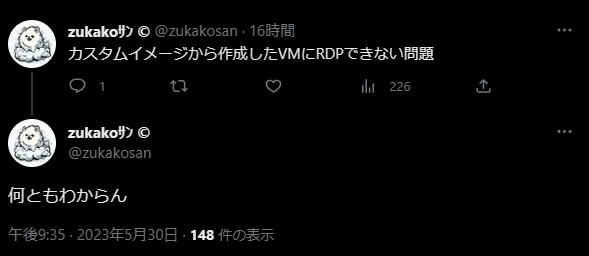 zukakoｻﾝ © @zukakosan · 16時間
カスタムイメージから作成したVMにRDPできない問題
1 226
zukakoｻﾝ ©
@zukakosan
何ともわからん
午後9:35 · 2023年5月30日 · 148 件の表示